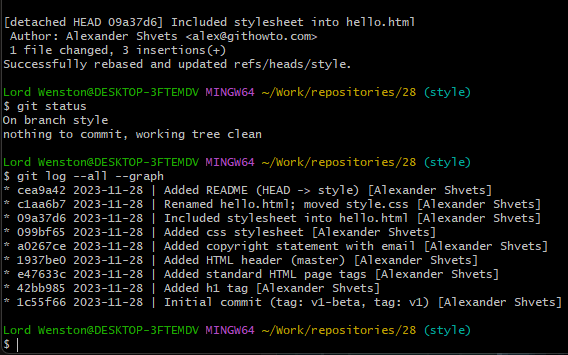 [detached HEAD 09a37d6] Included stylesheet into hello.html
 Author: Alexander Shvets <alex@githowto.com>
 1 file changed, 3 insertions(+)
Successfully rebased and updated refs/heads/style.
Lord Wenston@DESKTOP-3FTEMDV MINGW64 ~/Work/repositories/28 (style)
$ git status
On branch style
nothing to commit, working tree clean
Lord Wenston@DESKTOP-3FTEMDV MINGW64 ~/Work/repositories/28 (style)
$ git log --all --graph
* cea9a42 2023-11-28 | Added README (HEAD -> style) [Alexander Shvets]
* c1aa6b7 2023-11-28 | Renamed hello.html; moved style.css [Alexander Shvets]
* 09a37d6 2023-11-28 | Included stylesheet into hello.html [Alexander Shvets]
* 099bf65 2023-11-28 | Added css stylesheet [Alexander Shvets]
* a0267ce 2023-11-28 | Added copyright statement with email [Alexander Shvets]
* 1937be0 2023-11-28 | Added HTML header (master) [Alexander Shvets]
* e47633c 2023-11-28 | Added standard HTML page tags [Alexander Shvets]
* 42bb985 2023-11-28 | Added h1 tag [Alexander Shvets]
* 1c55f66 2023-11-28 | Initial commit (tag: v1-beta, tag: v1) [Alexander Shvets]
Lord Wenston@DESKTOP-3FTEMDV MINGW64 ~/Work/repositories/28 (style)
$